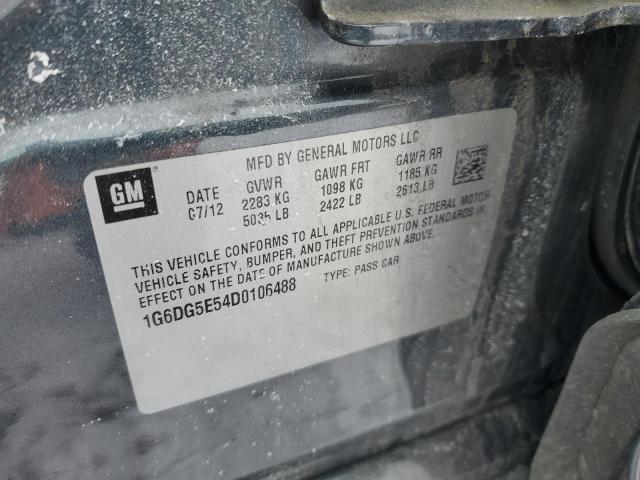 MFD BY GENERAL MOTORS LLC
GM
DATE GVWR GAWR FRT GAWR RR
07/12 2283 KG 1098 KG 1185 KG
5035 LB 2422 LB 2613 LB
THIS VEHICLE CONFORMS TO ALL APPLICABLE U.S. FEDERAL MOTOR
VEHICLE SAFETY, BUMPER, AND THEFT PREVENTION STANDARDS IN
EFFECT ON THE DATE OF MANUFACTURE SHOWN ABOVE.
1G6DG5E54D0106488 TYPE: PASS CAR